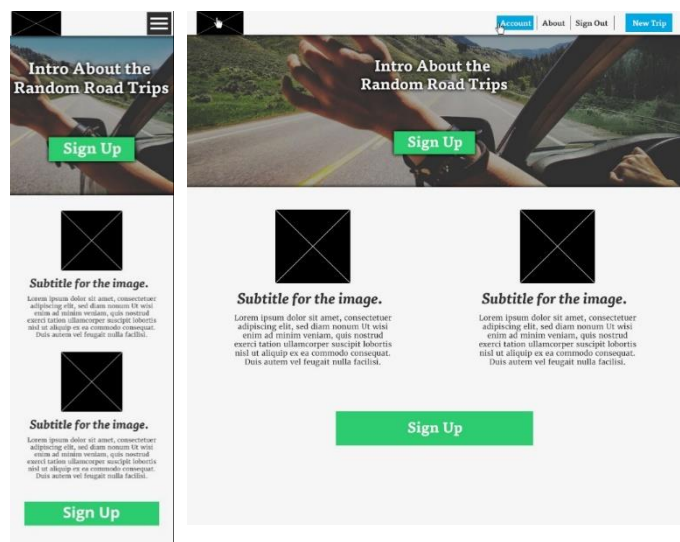 Intro About the
Random Road Trips
Sign Up
Subtitle for the image.
Lorem ipsum dolor sit amet, consectetuer
adipiscing elit, sed diam nonum Ut wisi
enim ad minim veniam, quis nostrud
exerci tation ullamcorper suscipit lobortis
nisl ut aliquip ex ea commodo consequat.
Duis autem vel feugait nulla facilisi.
Subtitle for the image.
Lorem ipsum dolor sit amet, consectetuer
adipiscing elit, sed diam nonum Ut wisi
enim ad minim veniam, quis nostrud
exerci tation ullamcorper suscipit lobortis
nisl ut aliquip ex ea commodo consequat.
Duis autem vel feugait nulla facilisi.
Sign Up
Account About Sign Out New Trip
Intro About the
Random Road Trips
Sign Up
Subtitle for the image.
Lorem ipsum dolor sit amet, consectetuer
adipiscing elit, sed diam nonum Ut wisi
enim ad minim veniam, quis nostrud
exerci tation ullamcorper suscipit lobortis
nisl ut aliquip ex ea commodo consequat.
Duis autem vel feugait nulla facilisi.
Subtitle for the image.
Lorem ipsum dolor sit amet, consectetuer
adipiscing elit, sed diam nonum Ut wisi
enim ad minim veniam, quis nostrud
exerci tation ullamcorper suscipit lobortis
nisl ut aliquip ex ea commodo consequat.
Duis autem vel feugait nulla facilisi.
Sign Up